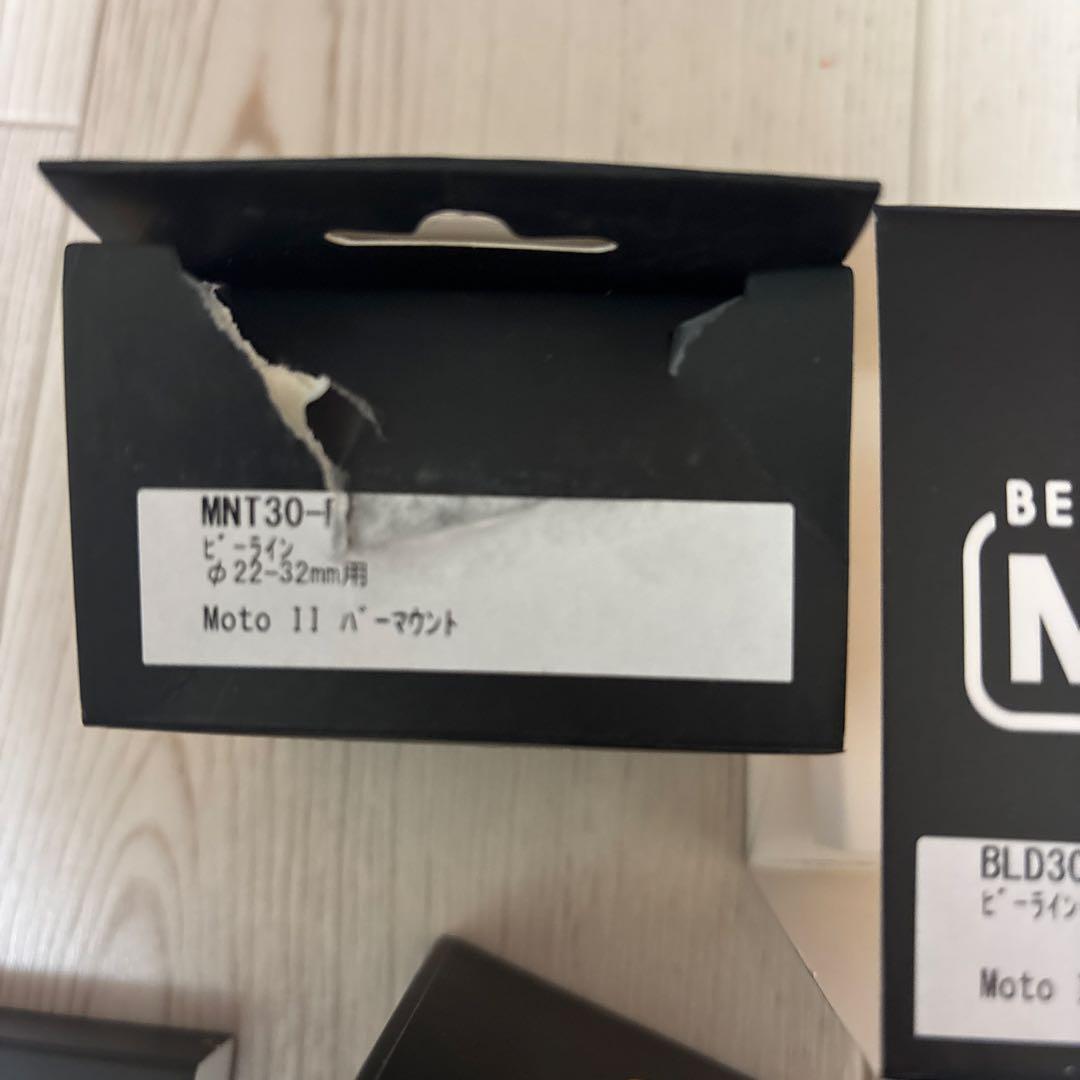 MNT30-
ﾋﾞｰﾗｲﾝ
φ22-32mm用
Moto II ﾊﾞｰﾏｳﾝﾄ
BE
M
BLD30
ﾋﾞｰﾗｲﾝ
Moto